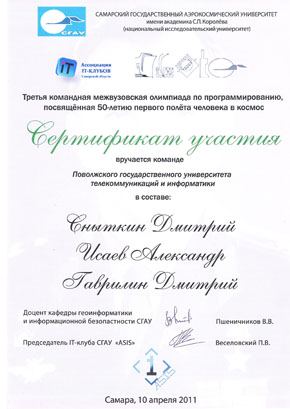 САМАРСКИЙ ГОСУДАРСТВЕННЫЙ АЭРОКОСМИЧЕСКИЙ УНИВЕРСИТЕТ
имени академика С.П. Королёва
(национальный исследовательский университет)
СГАУ
iT
Ассоциация
IT-КЛУБОВ
Самарской области
Третья командная межвузовская олимпиада по программированию,
посвящённая 50-летию первого полёта человека в космос
Сертификат участия
вручается команде
Поволжского государственного университета
телекоммуникаций и информатики
в составе:
Сныткин Дмитрий
Исаев Александр
Гаврилин Дмитрий
Доцент кафедры геоинформатики
и информационной безопасности СГАУ
Пшеничников В.В.
Председатель IT-клуба СГАУ «ASIS»
Веселовский П.В.
1
ASIS
Самара, 10 апреля 2011